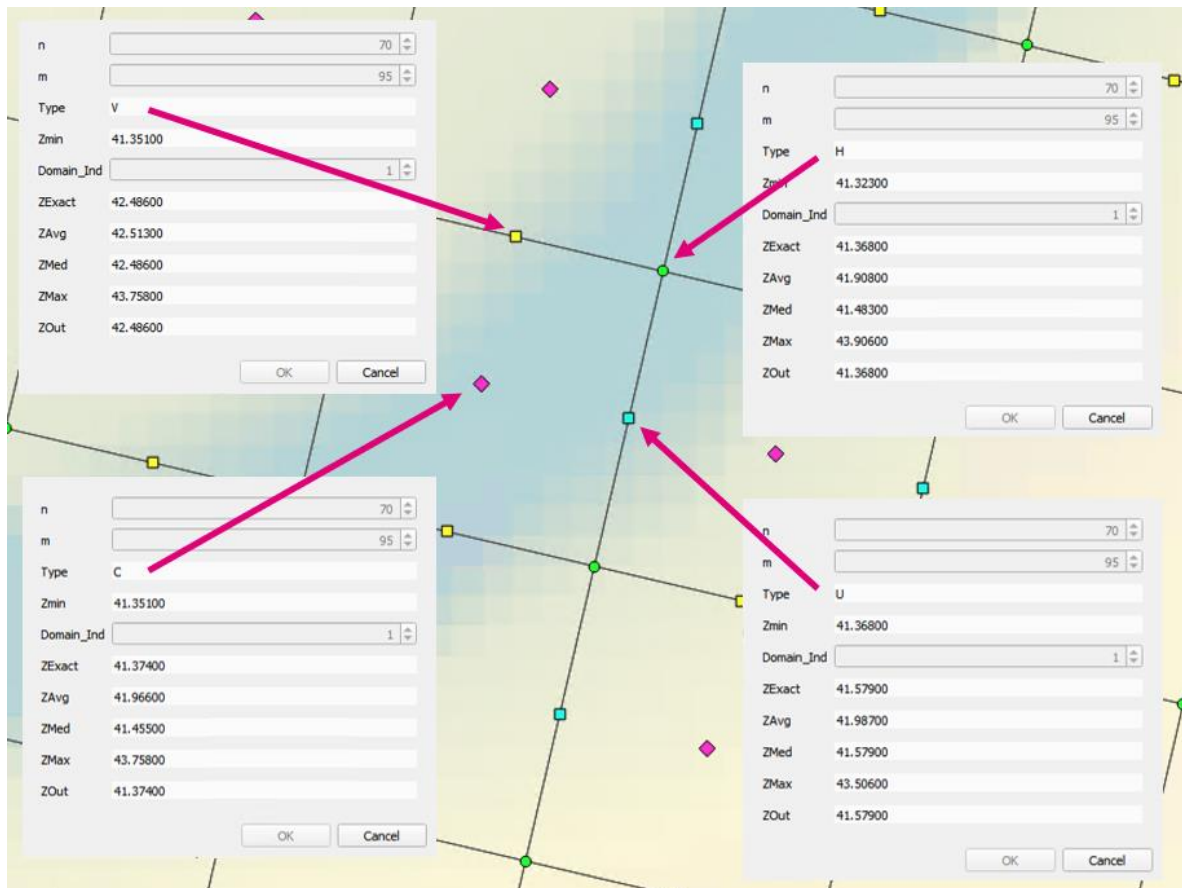 n 70
m 95
Type V
Zmin 41.35100
Domain_Ind 1
ZExact 42.48600
ZAvg 42.51300
ZMed 42.48600
ZMax 43.75800
ZOut 42.48600
OK Cancel
n 70
m 95
Type H
Zmin 41.32300
Domain_Ind 1
ZExact 41.36800
ZAvg 41.90800
ZMed 41.48300
ZMax 43.90600
ZOut 41.36800
OK Cancel
n 70
m 95
Type C
Zmin 41.35100
Domain_Ind 1
ZExact 41.37400
ZAvg 41.96600
ZMed 41.45500
ZMax 43.75800
ZOut 41.37400
OK Cancel
n 70
m 95
Type U
Zmin 41.36800
Domain_Ind 1
ZExact 41.57900
ZAvg 41.98700
ZMed 41.57900
ZMax 43.50600
ZOut 41.57900
OK Cancel